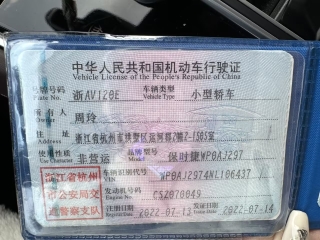 中华人民共和国机动车行驶证
Vehicle License of the People's Republic of China
号牌号码 浙AV120E 车辆类型 小型轿车
Plate No. Vehicle Type
所有人 周玲
Owner
住址 浙江省杭州市拱墅区
使用性质 非营运 品牌型号 保时捷WP0AJ297
Use Character Model
浙江省杭州
市公安局交
通警察支队
车辆识别代号 WP0AJ2974NL106437
VIN
发动机号码 CSZ070049
Engine No.
注册日期 2022-07-13 发证日期 2022-07-14
Register Date